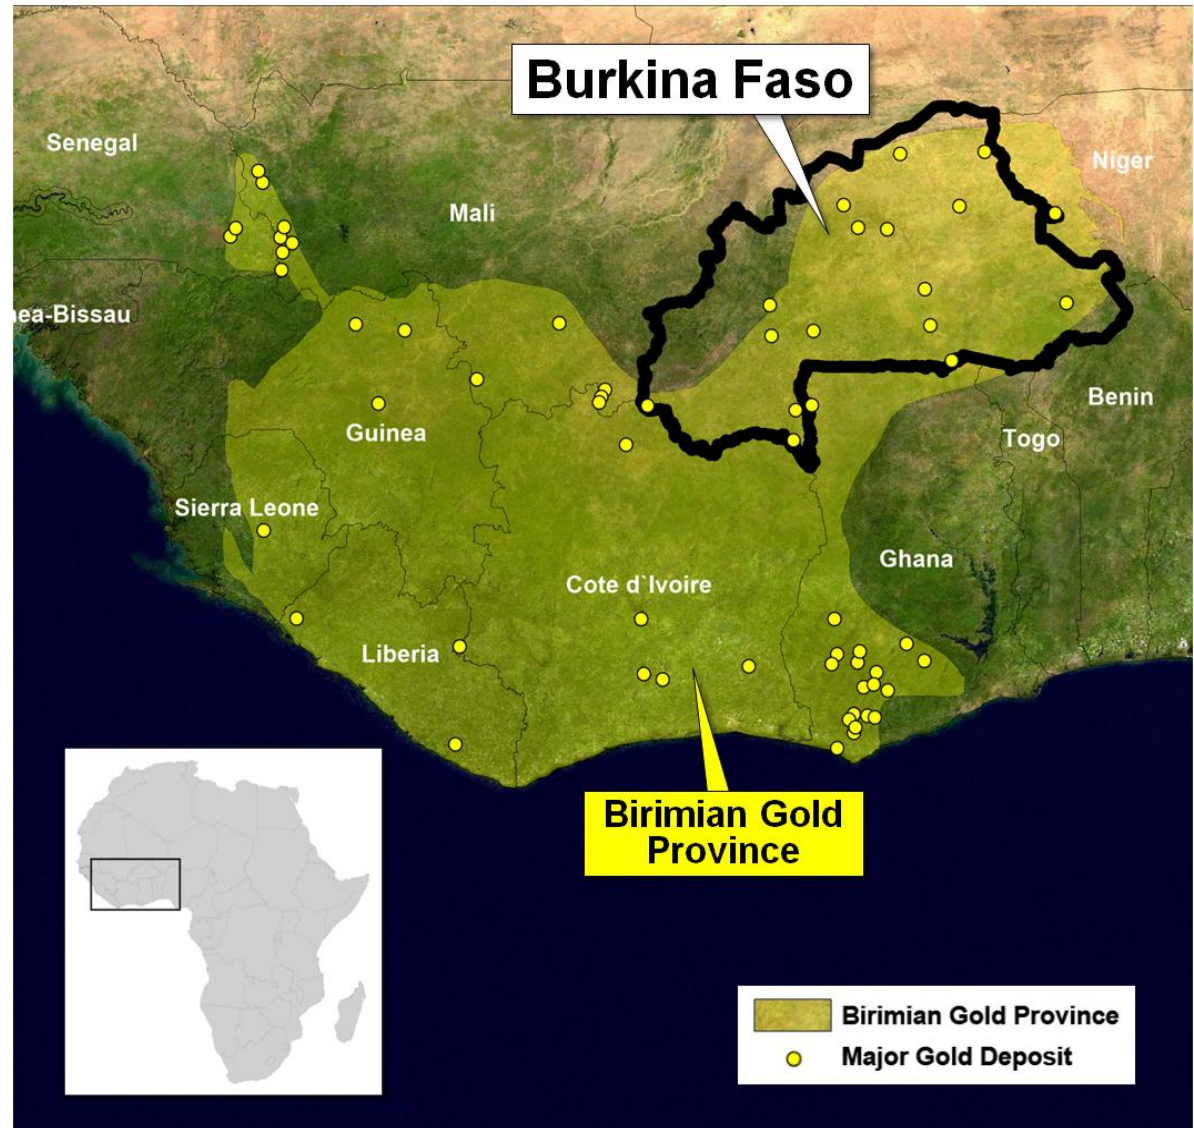 Burkina Faso
Senegal
Niger
Mali
nea-Bissau
Benin
Guinea
Togo
Sierra Leone
Ghana
Cote d`Ivoire
Liberia
Birimian Gold
Province
Birimian Gold Province
Major Gold Deposit